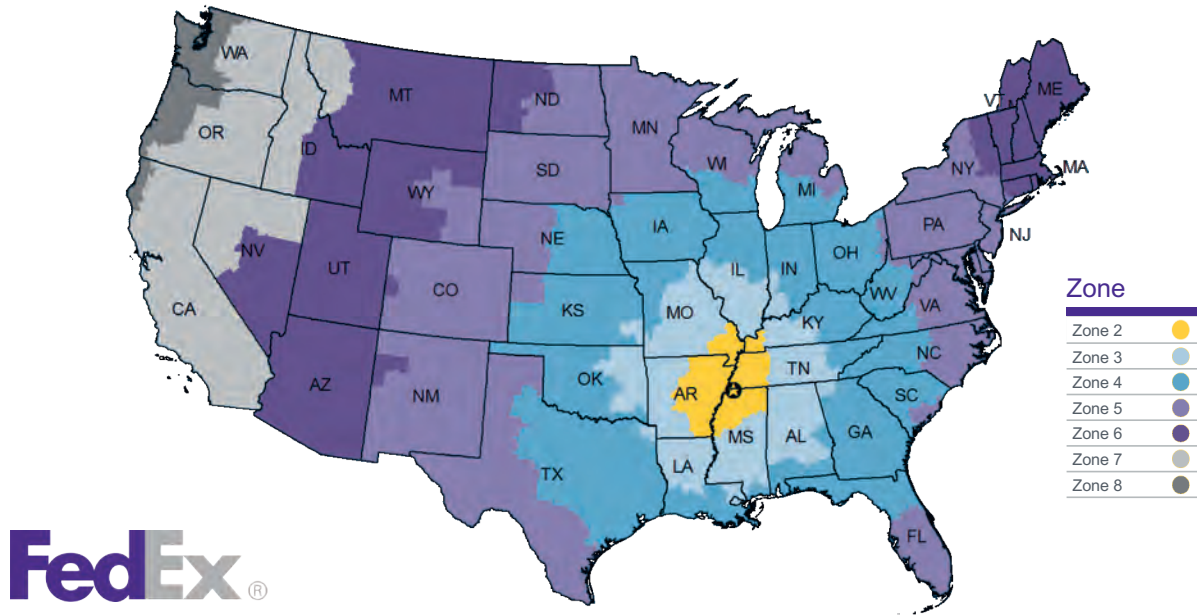 WA
MT
ND
MN
ME
VT
OR
ID
SD
WI
MI
NY
MA
WY
IA
PA
NJ
NE
NV
UT
CO
IL
IN
OH
WV
VA
CA
KS
MO
KY
NC
AZ
NM
OK
AR
TN
SC
MS
AL
GA
TX
LA
FL
Zone
Zone 2
Zone 3
Zone 4
Zone 5
Zone 6
Zone 7
Zone 8
FedEx ®